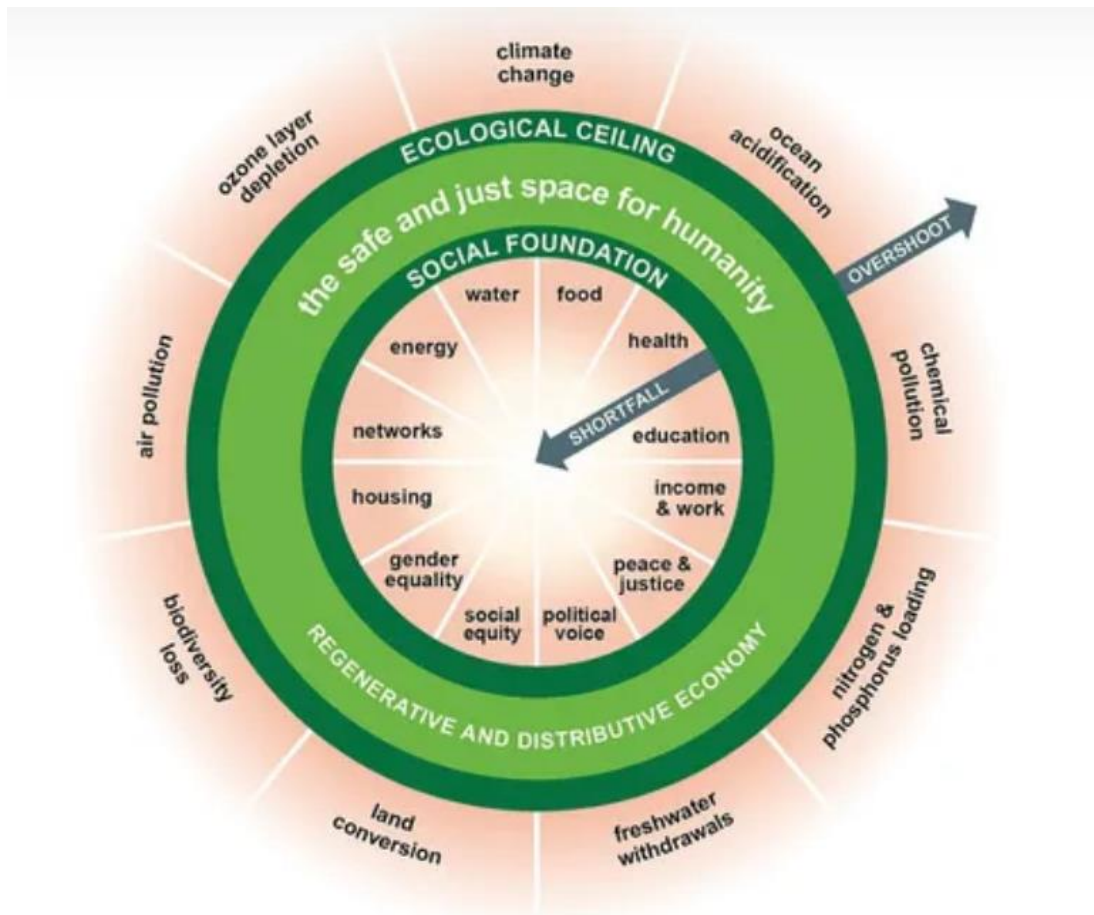 climate
change
ocean
acidification
chemical
pollution
nitrogen &
phosphorus loading
freshwater
withdrawals
land
conversion
biodiversity
loss
air pollution
ozone layer
depletion
ECOLOGICAL CEILING
the safe and just space for humanity
SOCIAL FOUNDATION
OVERSHOOT
SHORTFALL
water
food
health
education
income
& work
peace &
justice
political
voice
social
equity
gender
equality
housing
networks
energy
REGENERATIVE AND DISTRIBUTIVE ECONOMY